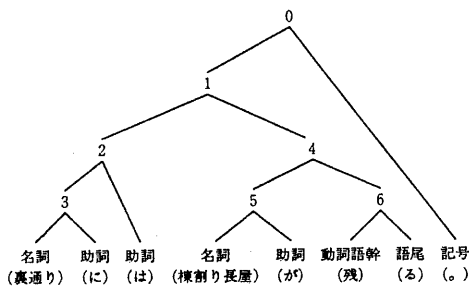 0
1
2 4
3 5 6
名詞 助詞 助詞 名詞 助詞 動詞語幹 語尾 記号
(裏通り) (に) (は) (棟割り長屋) (が) (残) (る) (。)